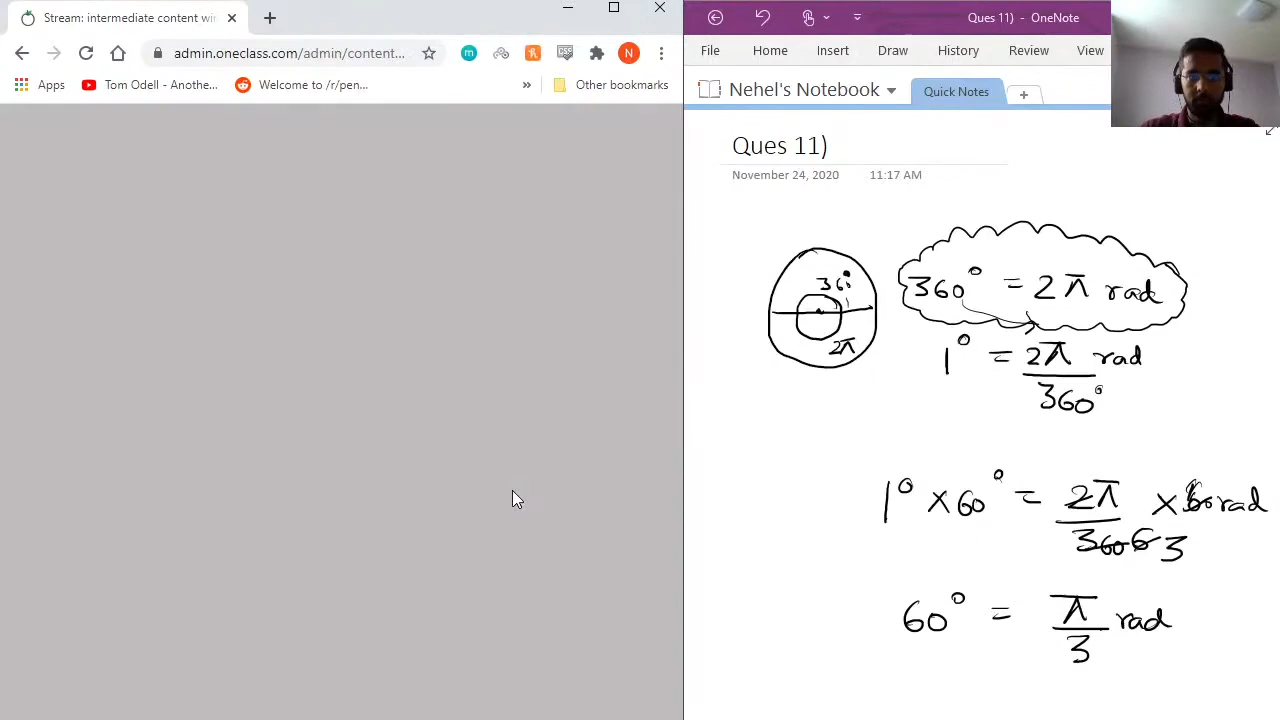 Stream: intermediate content wi
admin.oneclass.com/admin/content...
Apps
Tom Odell - Anothe...
Welcome to /r/pen...
»
Other bookmarks
Ques 11) - OneNote
File Home Insert Draw History Review View
Nehel's Notebook
Quick Notes
Ques 11)
November 24, 2020 11:17 AM
360°
2π
360° = 2π rad
1° = 2π rad
360°
1° × 60° = 2π × 60 rad
360 6 3
60° = π rad
3